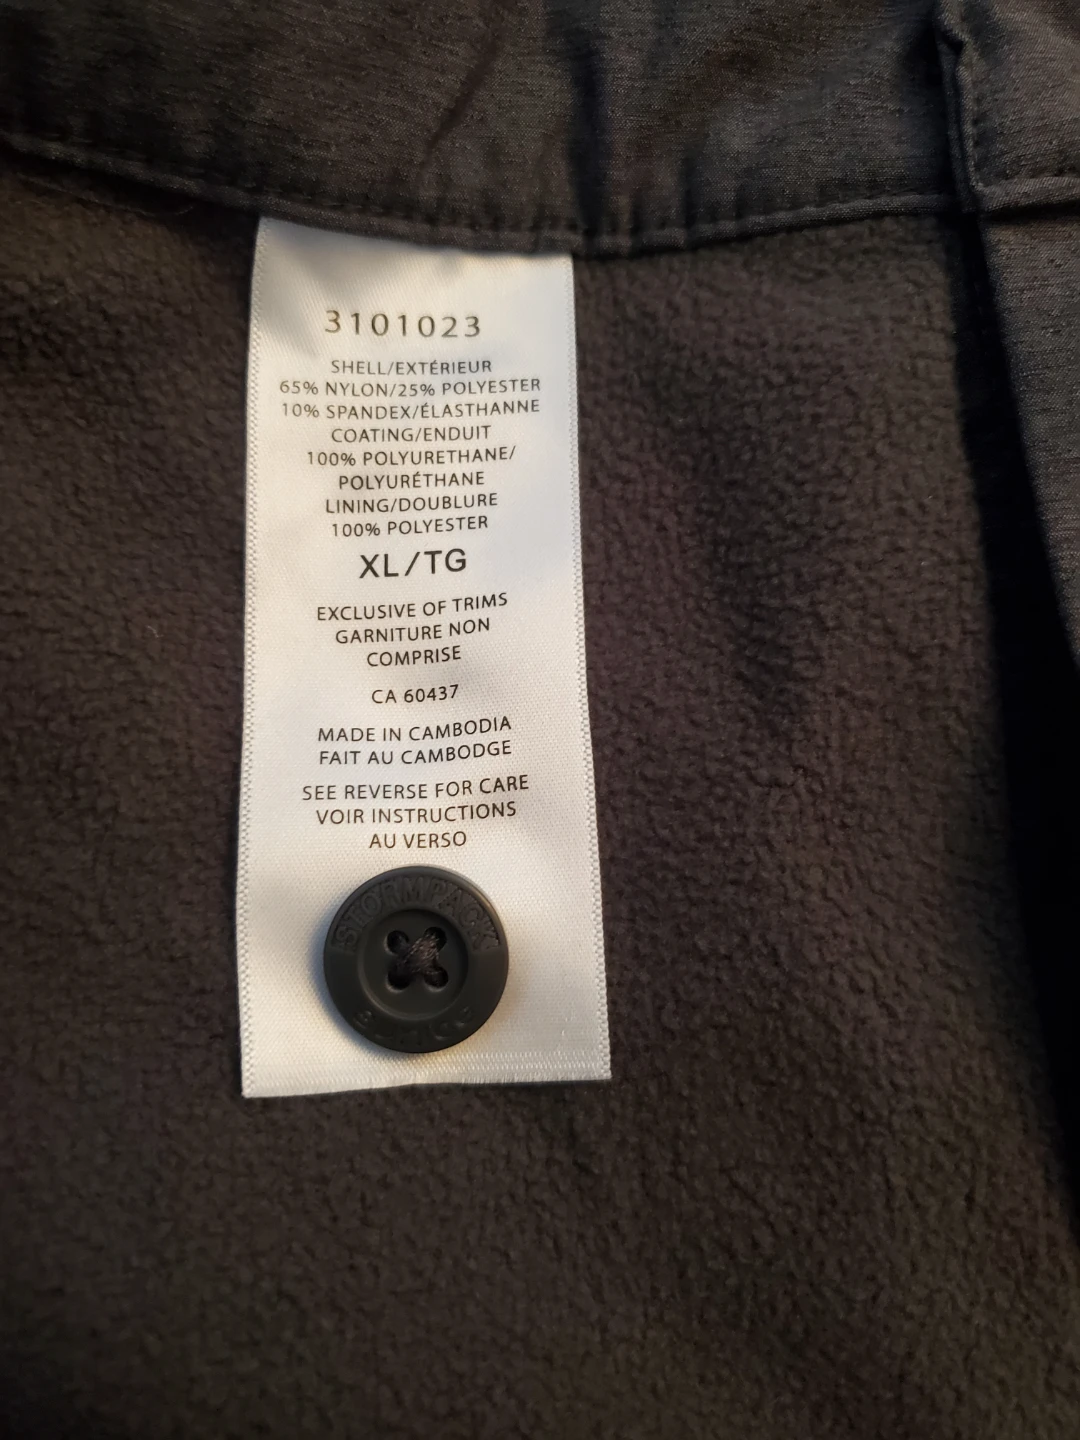 3101023
SHELL/EXTÉRIEUR
65% NYLON/25% POLYESTER
10% SPANDEX/ÉLASTHANNE
COATING/ENDUIT
100% POLYURETHANE/
POLYURÉTHANE
LINING/DOUBLURE
100% POLYESTER
XL/TG
EXCLUSIVE OF TRIMS
GARNITURE NON
COMPRISE
CA 60437
MADE IN CAMBODIA
FAIT AU CAMBODGE
SEE REVERSE FOR CARE
VOIR INSTRUCTIONS
AU VERSO
STORMPACK